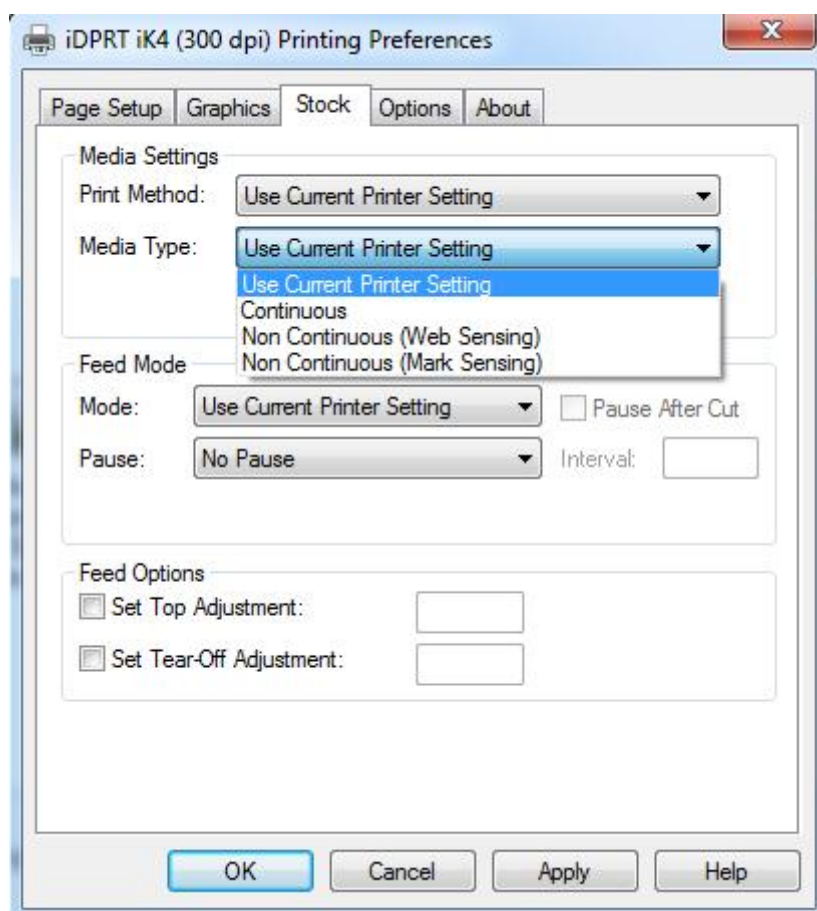 iDPRT iK4 (300 dpi) Printing Preferences
Page Setup Graphics Stock Options About
Media Settings
Print Method: Use Current Printer Setting
Media Type: Use Current Printer Setting
Use Current Printer Setting
Continuous
Non Continuous (Web Sensing)
Non Continuous (Mark Sensing)
Feed Mode
Mode: Use Current Printer Setting Pause After Cut
Pause: No Pause Interval:
Feed Options
Set Top Adjustment:
Set Tear-Off Adjustment:
OK Cancel Apply Help